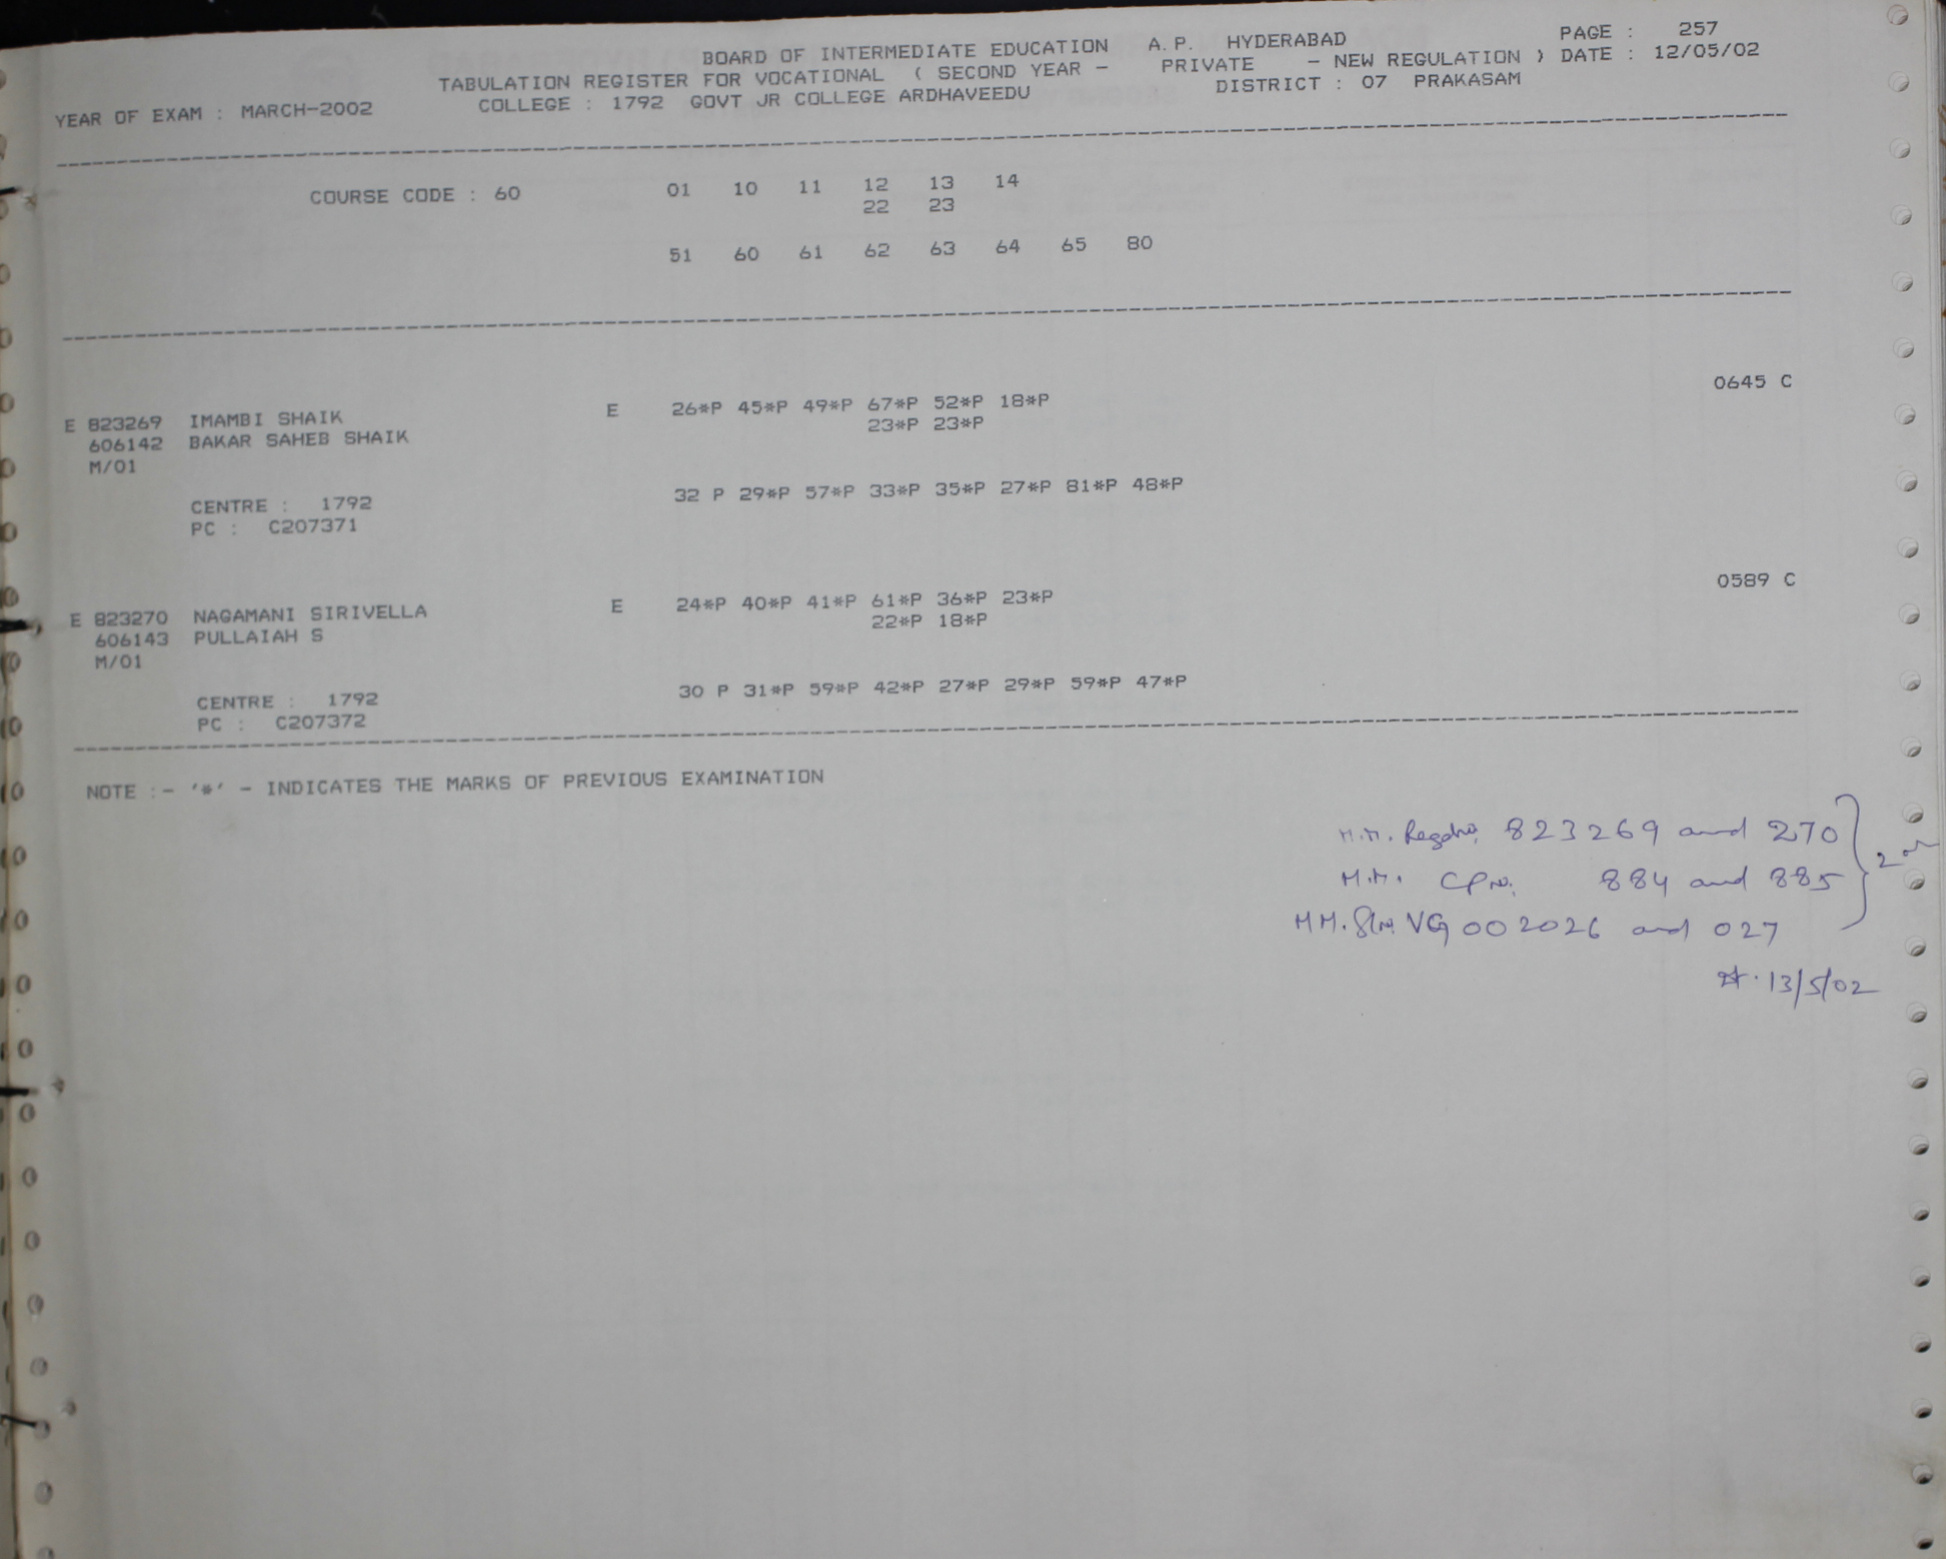 BOARD OF INTERMEDIATE EDUCATION A.P. HYDERABAD PAGE : 257
TABULATION REGISTER FOR VOCATIONAL ( SECOND YEAR - PRIVATE - NEW REGULATION ) DATE : 12/05/02
YEAR OF EXAM : MARCH-2002 COLLEGE : 1792 GOVT JR COLLEGE ARDHAVEEDU DISTRICT : 07 PRAKASAM
COURSE CODE : 60 01 10 11 12 13 14
22 23
51 60 61 62 63 64 65 80
E 823269 IMAMBI SHAIK E 26*P 45*P 49*P 67*P 52*P 18*P 0645 C
606142 BAKAR SAHEB SHAIK 23*P 23*P
M/01
32 P 29*P 57*P 33*P 35*P 27*P 81*P 48*P
CENTRE : 1792
PC : C207371
E 823270 NAGAMANI SIRIVELLA E 24*P 40*P 41*P 61*P 36*P 23*P 0589 C
606143 PULLAIAH S 22*P 18*P
M/01
30 P 31*P 59*P 42*P 27*P 29*P 59*P 47*P
CENTRE : 1792
PC : C207372
NOTE :- '*' - INDICATES THE MARKS OF PREVIOUS EXAMINATION
M.M. 823269 and 270
M.M. 884 and 885
MM. VG 002026 and 027
13/5/02